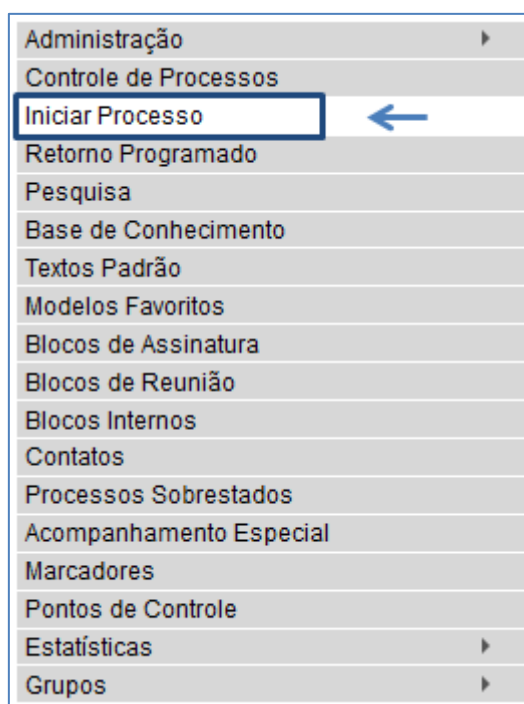 Administração
Controle de Processos
Iniciar Processo
Retorno Programado
Pesquisa
Base de Conhecimento
Textos Padrão
Modelos Favoritos
Blocos de Assinatura
Blocos de Reunião
Blocos Internos
Contatos
Processos Sobrestados
Acompanhamento Especial
Marcadores
Pontos de Controle
Estatísticas
Grupos